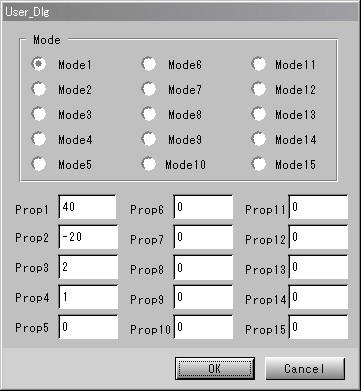 User_Dlg
Mode
Mode1 Mode6 Mode11
Mode2 Mode7 Mode12
Mode3 Mode8 Mode13
Mode4 Mode9 Mode14
Mode5 Mode10 Mode15
Prop1 40 Prop6 0 Prop11 0
Prop2 -20 Prop7 0 Prop12 0
Prop3 2 Prop8 0 Prop13 0
Prop4 1 Prop9 0 Prop14 0
Prop5 0 Prop10 0 Prop15 0
OK Cancel